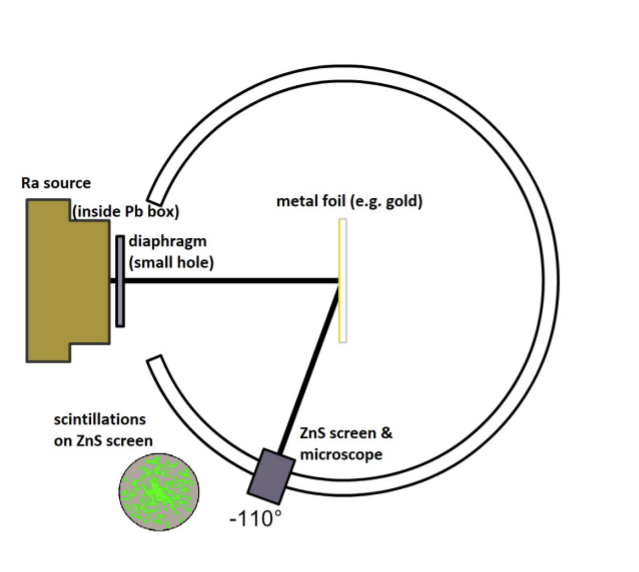 Ra source
(inside Pb box)
metal foil (e.g. gold)
diaphragm
(small hole)
scintillations
on ZnS screen
ZnS screen &
microscope
-110°